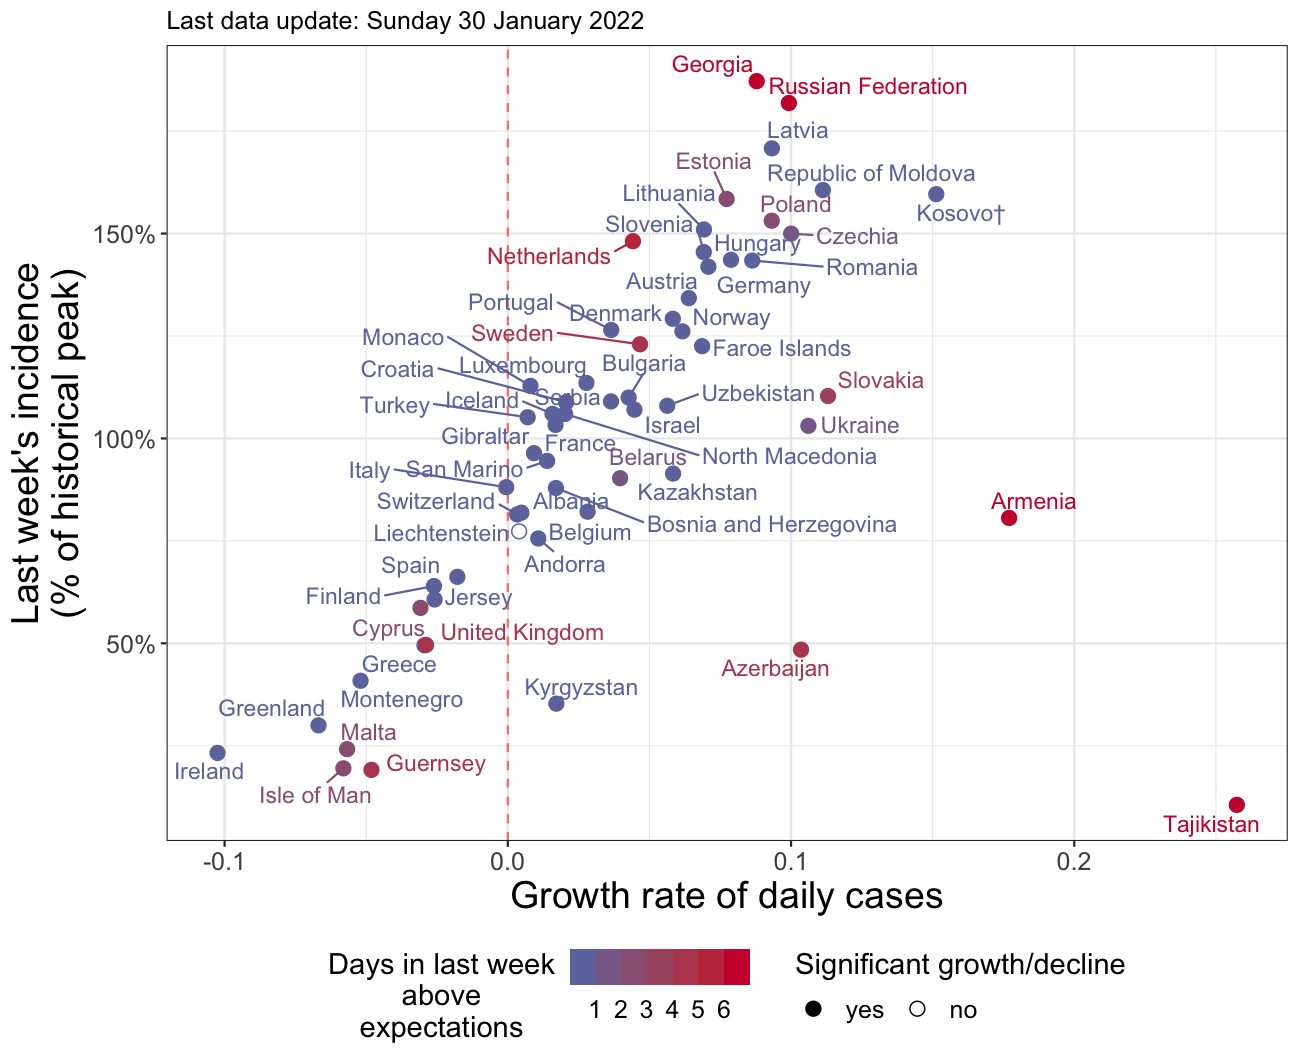 Last data update: Sunday 30 January 2022
Last week's incidence
(% of historical peak)
150%
100%
50%
Georgia
Russian Federation
Latvia
Estonia
Republic of Moldova
Lithuania
Poland
Kosovo†
Slovenia
Czechia
Hungary
Netherlands
Romania
Austria
Germany
Portugal
Denmark
Norway
Sweden
Monaco
Faroe Islands
Luxembourg
Bulgaria
Croatia
Slovakia
Uzbekistan
Serbia
Iceland
Turkey
Israel
Ukraine
Gibraltar
France
North Macedonia
Belarus
Italy
San Marino
Kazakhstan
Switzerland
Albania
Armenia
Bosnia and Herzegovina
Liechtenstein
Belgium
Andorra
Spain
Finland
Jersey
Cyprus
United Kingdom
Greece
Azerbaijan
Kyrgyzstan
Montenegro
Greenland
Malta
Guernsey
Ireland
Isle of Man
Tajikistan
-0.1
0.0
0.1
0.2
Growth rate of daily cases
Days in last week
above
expectations
1 2 3 4 5 6
Significant growth/decline
yes
no